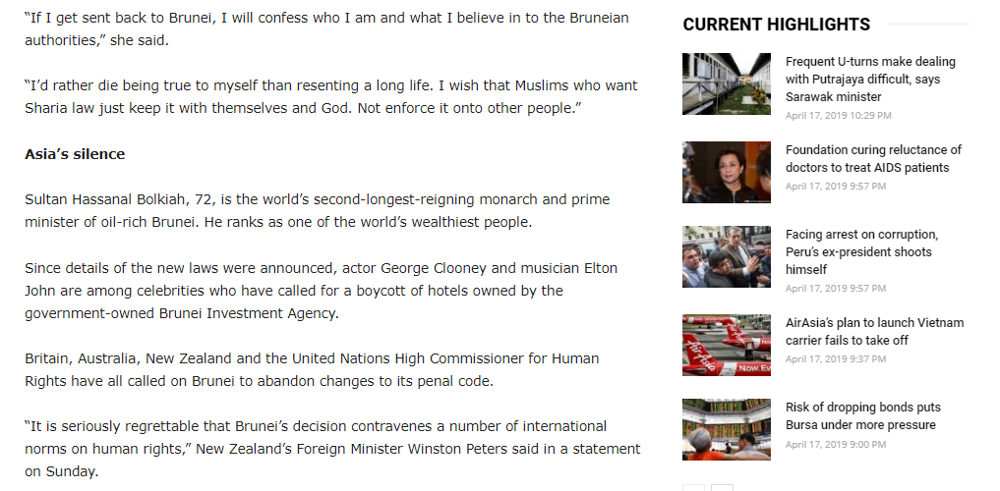 “If I get sent back to Brunei, I will confess who I am and what I believe in to the Bruneian
authorities,” she said.
“I’d rather die being true to myself than resenting a long life. I wish that Muslims who want
Sharia law just keep it with themselves and God. Not enforce it onto other people.”
Asia’s silence
Sultan Hassanal Bolkiah, 72, is the world’s second-longest-reigning monarch and prime
minister of oil-rich Brunei. He ranks as one of the world’s wealthiest people.
Since details of the new laws were announced, actor George Clooney and musician Elton
John are among celebrities who have called for a boycott of hotels owned by the
government-owned Brunei Investment Agency.
Britain, Australia, New Zealand and the United Nations High Commissioner for Human
Rights have all called on Brunei to abandon changes to its penal code.
“It is seriously regrettable that Brunei’s decision contravenes a number of international
norms on human rights,” New Zealand’s Foreign Minister Winston Peters said in a statement
on Sunday.
CURRENT HIGHLIGHTS
Frequent U-turns make dealing
with Putrajaya difficult, says
Sarawak minister
April 17, 2019 10:29 PM
Foundation curing reluctance of
doctors to treat AIDS patients
April 17, 2019 9:57 PM
Facing arrest on corruption,
Peru’s ex-president shoots
himself
April 17, 2019 9:57 PM
AirAsia’s plan to launch Vietnam
carrier fails to take off
April 17, 2019 9:37 PM
Now Ev
Risk of dropping bonds puts
Bursa under more pressure
April 17, 2019 9:00 PM